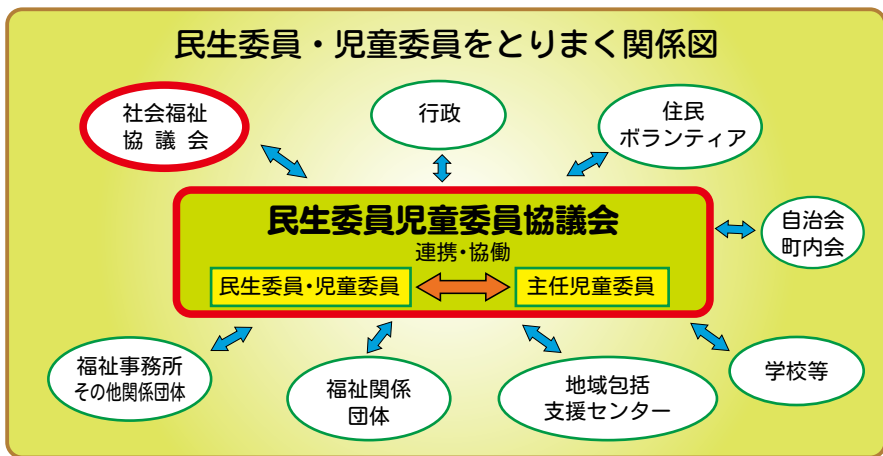 民生委員・児童委員をとりまく関係図
社会福祉
協議会
行政
住民
ボランティア
民生委員児童委員協議会
連携・協働
民生委員・児童委員
主任児童委員
自治会
町内会
福祉事務所
その他関係団体
福祉関係
団体
地域包括
支援センター
学校等